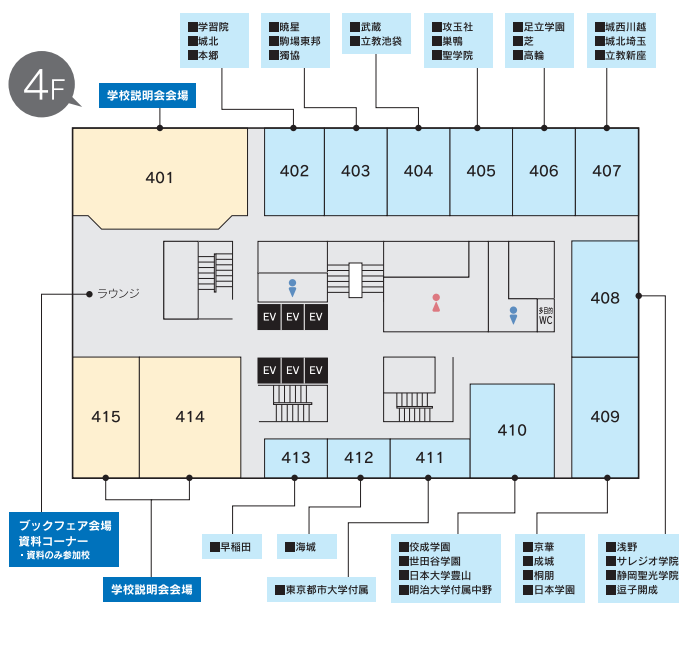 4F
学校説明会会場
■学習院
■城北
■本郷
■暁星
■駒場東邦
■獨協
■武蔵
■立教池袋
■攻玉社
■巣鴨
■聖学院
■足立学園
■芝
■高輪
■城西川越
■城北埼玉
■立教新座
401
402
403
404
405
406
407
ラウンジ
EV
EV
EV
多目的
WC
408
EV
EV
EV
415
414
413
412
411
410
409
ブックフェア会場
資料コーナー
・資料のみ参加校
学校説明会会場
■早稲田
■海城
■東京都市大学付属
■佼成学園
■世田谷学園
■日本大学豊山
■明治大学付属中野
■京華
■成城
■桐朋
■日本学園
■浅野
■サレジオ学院
■静岡聖光学院
■逗子開成